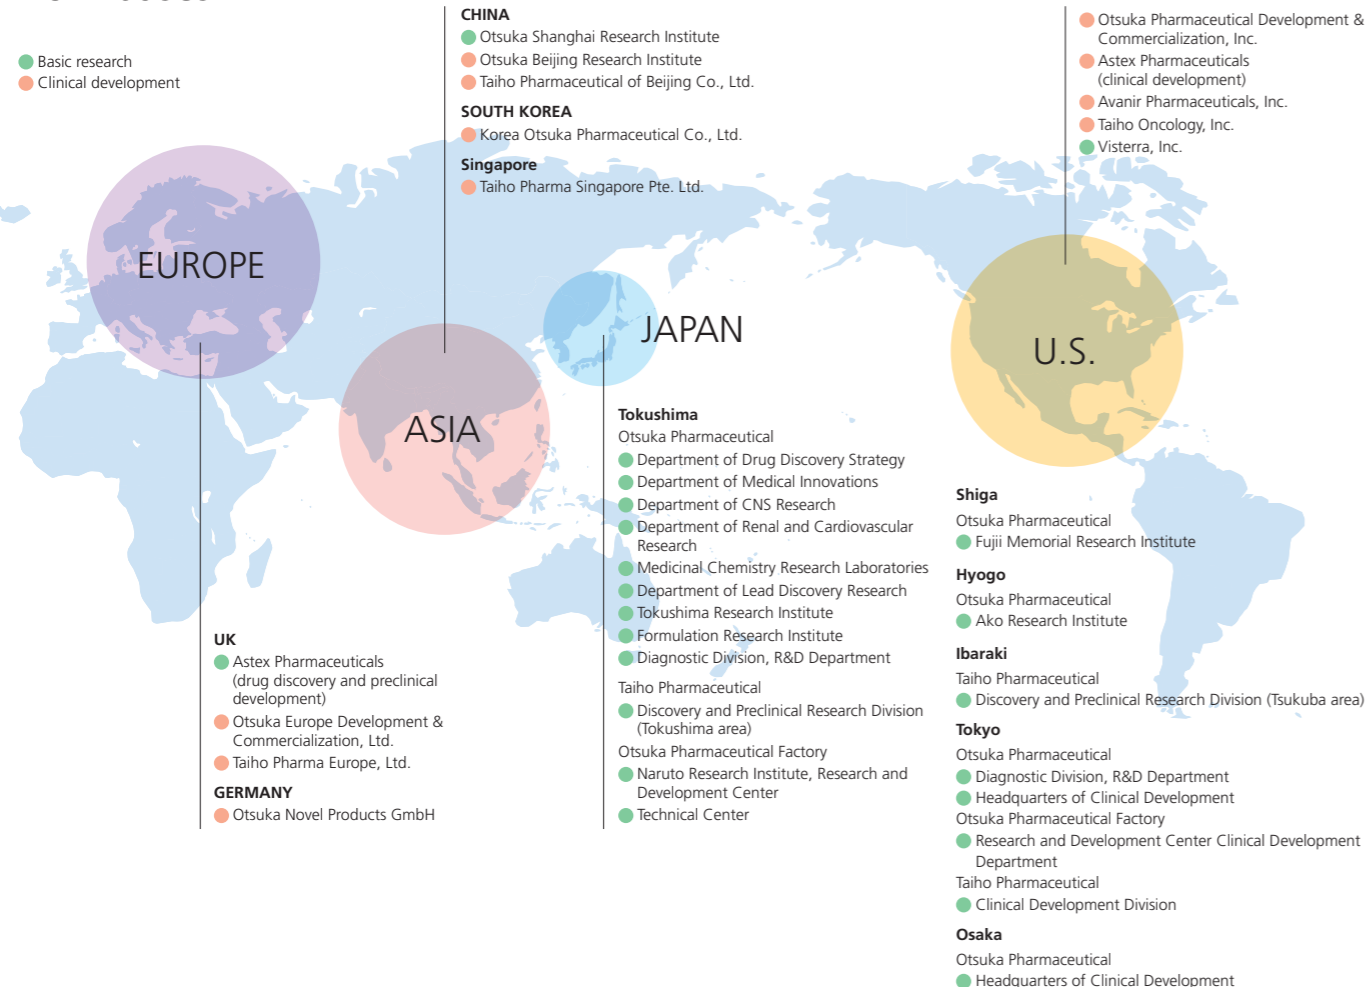 Basic research
Clinical development
CHINA
Otsuka Shanghai Research Institute
Otsuka Beijing Research Institute
Taiho Pharmaceutical of Beijing Co., Ltd.
SOUTH KOREA
Korea Otsuka Pharmaceutical Co., Ltd.
Singapore
Taiho Pharma Singapore Pte. Ltd.
Otsuka Pharmaceutical Development &
Commercialization, Inc.
Astex Pharmaceuticals
(clinical development)
Avanir Pharmaceuticals, Inc.
Taiho Oncology, Inc.
Visterra, Inc.
EUROPE
ASIA
JAPAN
U.S.
UK
Astex Pharmaceuticals
(drug discovery and preclinical
development)
Otsuka Europe Development &
Commercialization, Ltd.
Taiho Pharma Europe, Ltd.
GERMANY
Otsuka Novel Products GmbH
Tokushima
Otsuka Pharmaceutical
Department of Drug Discovery Strategy
Department of Medical Innovations
Department of CNS Research
Department of Renal and Cardiovascular
Research
Medicinal Chemistry Research Laboratories
Department of Lead Discovery Research
Tokushima Research Institute
Formulation Research Institute
Diagnostic Division, R&D Department
Taiho Pharmaceutical
Discovery and Preclinical Research Division
(Tokushima area)
Otsuka Pharmaceutical Factory
Naruto Research Institute, Research and
Development Center
Technical Center
Shiga
Otsuka Pharmaceutical
Fujii Memorial Research Institute
Hyogo
Otsuka Pharmaceutical
Ako Research Institute
Ibaraki
Taiho Pharmaceutical
Discovery and Preclinical Research Division (Tsukuba area)
Tokyo
Otsuka Pharmaceutical
Diagnostic Division, R&D Department
Headquarters of Clinical Development
Otsuka Pharmaceutical Factory
Research and Development Center Clinical Development
Department
Taiho Pharmaceutical
Clinical Development Division
Osaka
Otsuka Pharmaceutical
Headquarters of Clinical Development